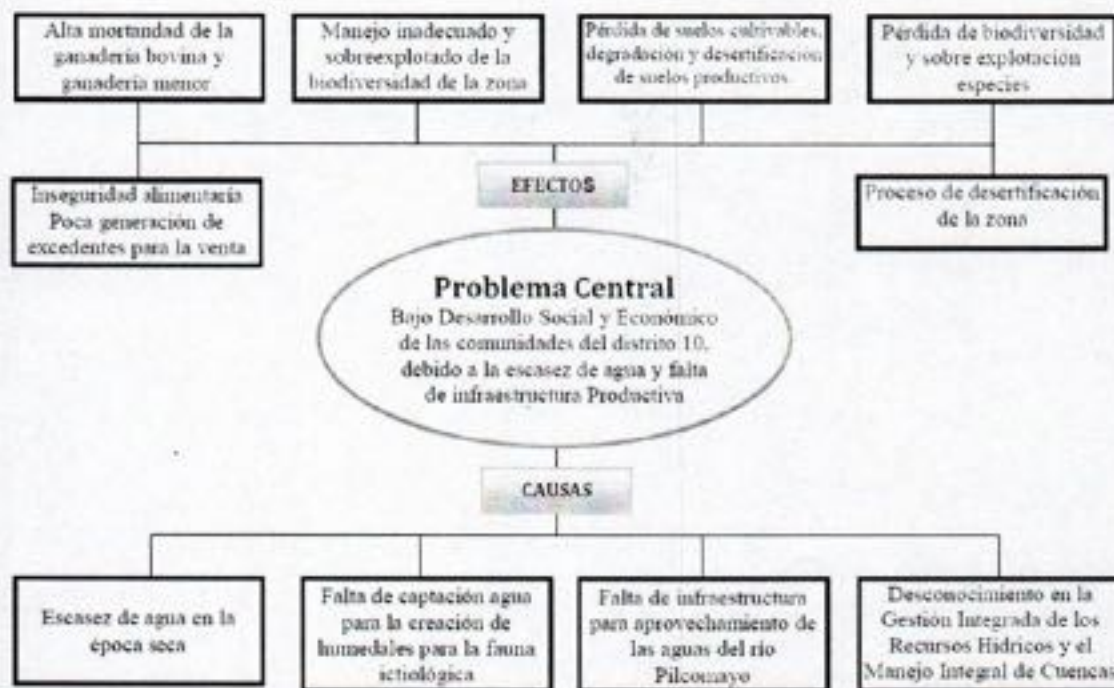 Alta mortandad de la
ganadería bovina y
ganadería menor
Manejo inadecuado y
sobreexplotado de la
biodiversidad de la zona
Pérdida de suelos cultivables,
degradación y desertificación
de suelos productivos.
Pérdida de biodiversidad
y sobre explotación
especies
EFECTOS
Inseguridad alimentaría
Poca generación de
excedentes para la venta
Proceso de desertificación
de la zona
Problema Central
Bajo Desarrollo Social y Económico
de las comunidades del distrito 10,
debido a la escasez de agua y falta
de infraestructura Productiva
CAUSAS
Escasez de agua en la
época seca
Falta de captación agua
para la creación de
humedales para la fauna
ictiológica
Falta de infraestructura
para aprovechamiento de
las aguas del río
Pilcomayo
Desconocimiento en la
Gestión Integrada de los
Recursos Hídricos y el
Manejo Integral de Cuencas